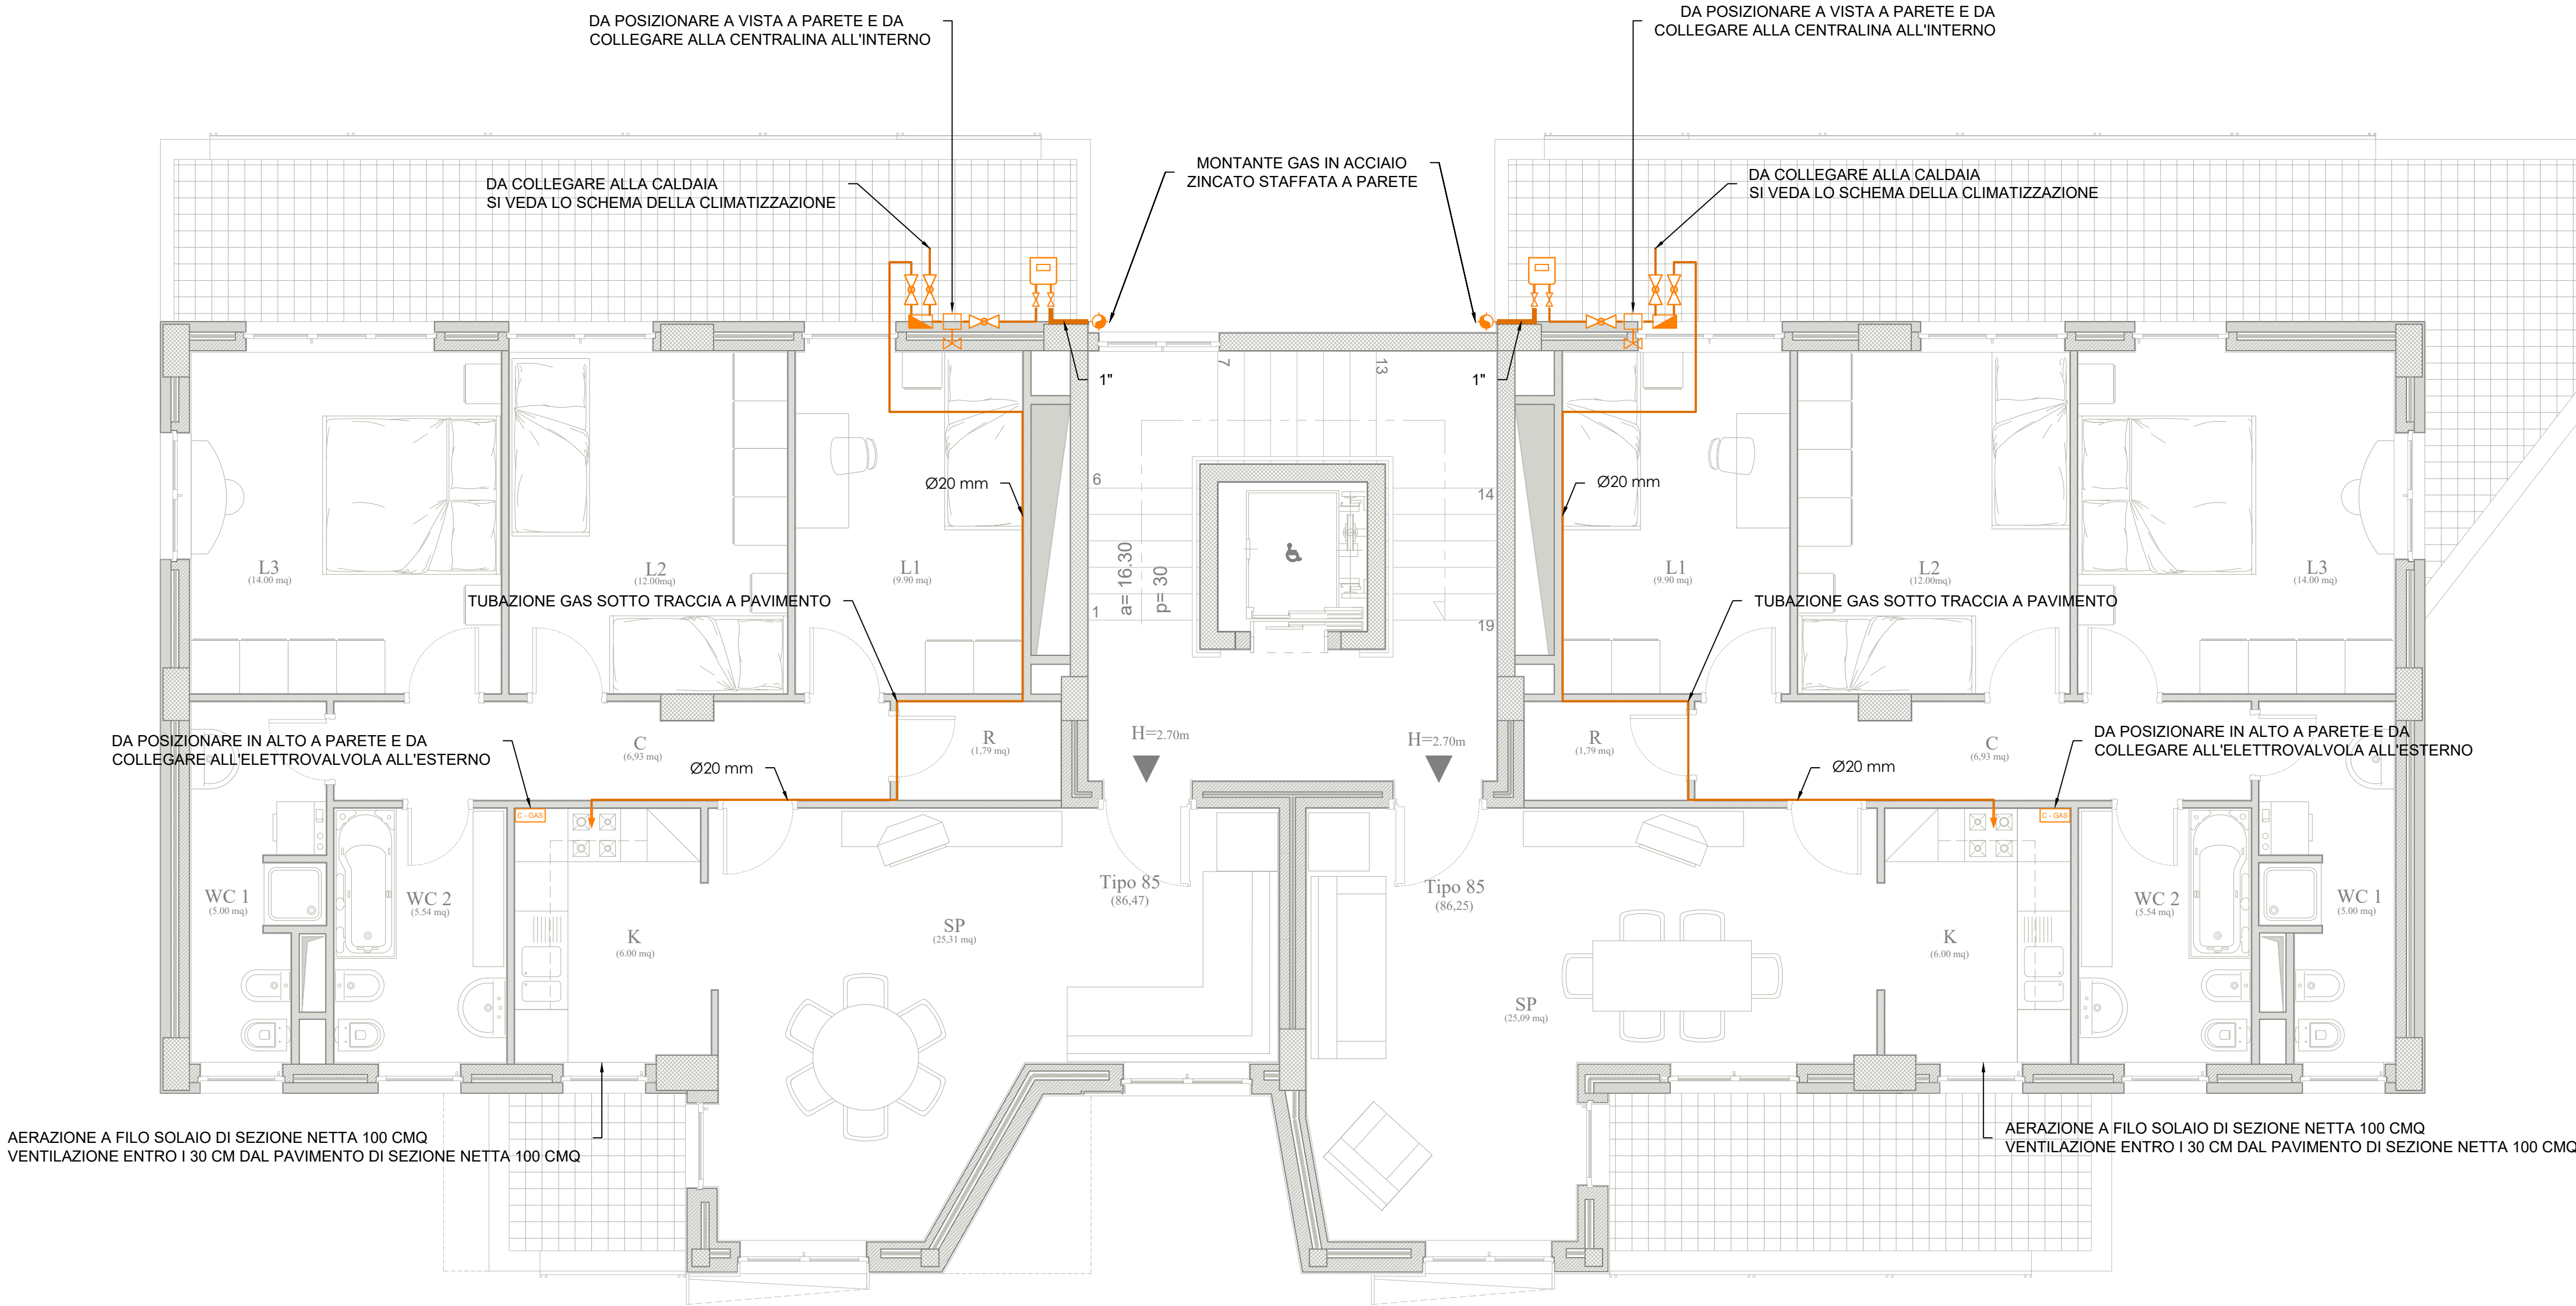 DA POSIZIONARE A VISTA A PARETE E DA
COLLEGARE ALLA CENTRALINA ALL'INTERNO
DA POSIZIONARE A VISTA A PARETE E DA
COLLEGARE ALLA CENTRALINA ALL'INTERNO
DA COLLEGARE ALLA CALDAIA
SI VEDA LO SCHEMA DELLA CLIMATIZZAZIONE
MONTANTE GAS IN ACCIAIO
ZINCATO STAFFATA A PARETE
DA COLLEGARE ALLA CALDAIA
SI VEDA LO SCHEMA DELLA CLIMATIZZAZIONE
1"
7
13
1"
Ø20 mm
6
14
Ø20 mm
L3
(14.00 mq)
L2
(12.00mq)
L1
(9.90 mq)
a= 16.30
p= 30
L1
(9.90 mq)
L2
(12.00mq)
L3
(14.00 mq)
TUBAZIONE GAS SOTTO TRACCIA A PAVIMENTO
1
19
TUBAZIONE GAS SOTTO TRACCIA A PAVIMENTO
DA POSIZIONARE IN ALTO A PARETE E DA
COLLEGARE ALL'ELETTROVALVOLA ALL'ESTERNO
C
(6,93 mq)
R
(1,79 mq)
H=2.70m
H=2.70m
R
(1,79 mq)
C
(6,93 mq)
DA POSIZIONARE IN ALTO A PARETE E DA
COLLEGARE ALL'ELETTROVALVOLA ALL'ESTERNO
Ø20 mm
Ø20 mm
C - GAS
C - GAS
WC 1
(5.00 mq)
WC 2
(5.54 mq)
K
(6.00 mq)
SP
(25,31 mq)
Tipo 85
(86,47)
Tipo 85
(86,25)
SP
(25,09 mq)
K
(6.00 mq)
WC 2
(5.54 mq)
WC 1
(5.00 mq)
AERAZIONE A FILO SOLAIO DI SEZIONE NETTA 100 CMQ
VENTILAZIONE ENTRO I 30 CM DAL PAVIMENTO DI SEZIONE NETTA 100 CMQ
AERAZIONE A FILO SOLAIO DI SEZIONE NETTA 100 CMQ
VENTILAZIONE ENTRO I 30 CM DAL PAVIMENTO DI SEZIONE NETTA 100 CMQ